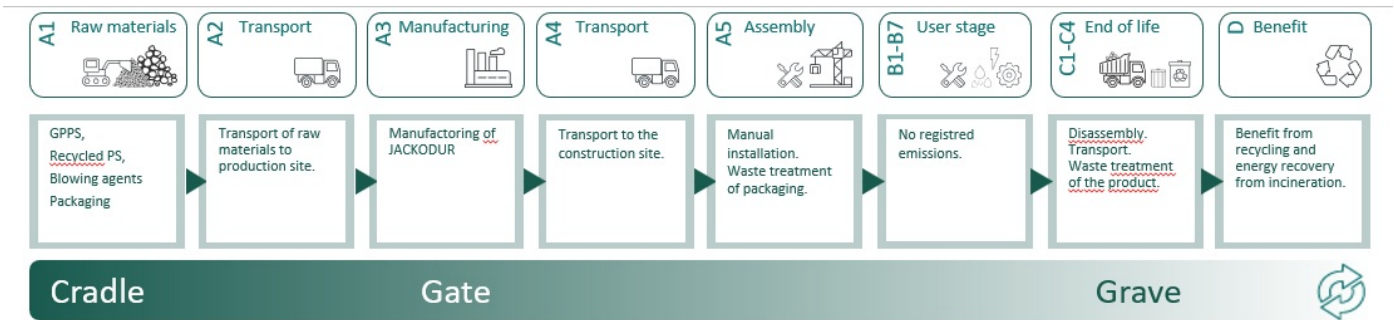 A1 Raw materials
A2 Transport
A3 Manufacturing
A4 Transport
A5 Assembly
B1-B7 User stage
C1-C4 End of life
D Benefit
GPPS,
Recycled PS,
Blowing agents
Packaging
Transport of raw
materials to
production site.
Manufactoring of
JACKODUR
Transport to the
construction site.
Manual
installation.
Waste treatment
of packaging.
No registred
emissions.
Disassembly.
Transport.
Waste treatment
of the product.
Benefit from
recycling and
energy recovery
from incineration.
Cradle
Gate
Grave